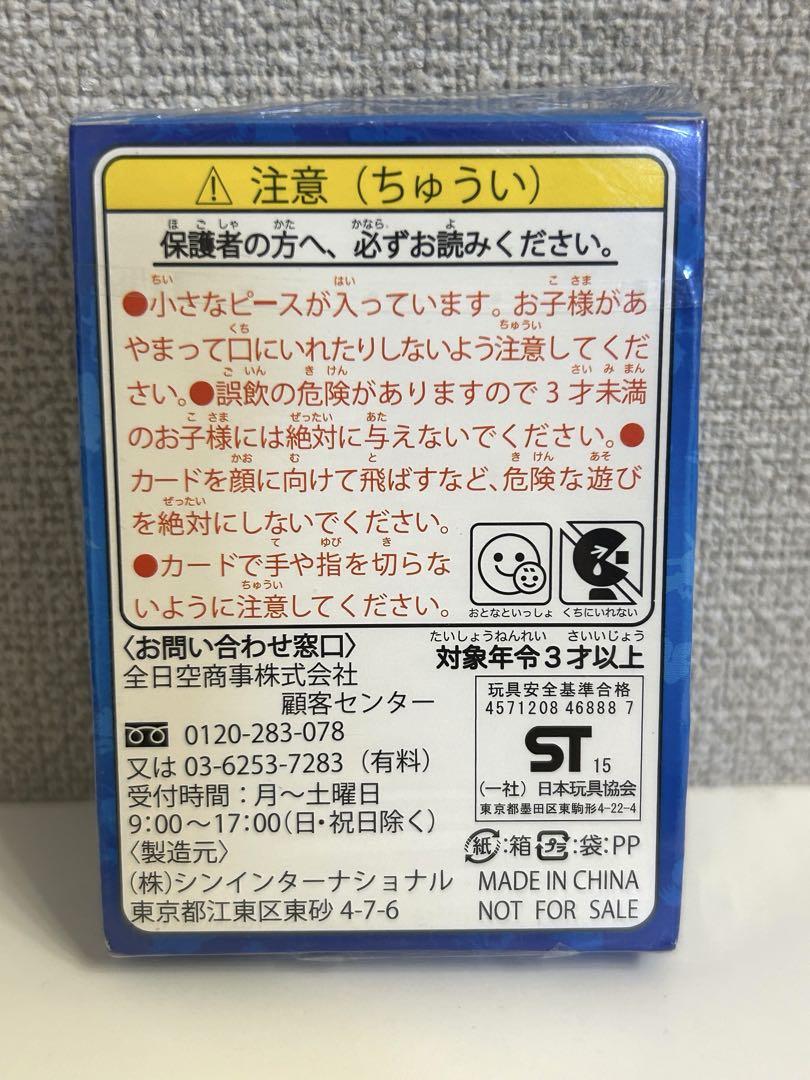 ⚠ 注意（ちゅうい）
ほごしゃ かた かなら よ
保護者の方へ、必ずお読みください。
ちい はい こさま
●小さなピースが入っています。お子様があ
くち ちゅうい
やまって口にいれたりしないよう注意してくだ
ごいん きけん さいみまん
さい。●誤飲の危険がありますので3才未満
こさま ぜったい あた
のお子様には絶対に与えないでください。●
かお む と きけん あそ
カードを顔に向けて飛ばすなど、危険な遊び
ぜったい
を絶対にしないでください。
て ゆび き
●カードで手や指を切らな
ちゅうい
いように注意してください。
おとなといっしょ くちにいれない
たいしょうねんれい さいいじょう
対象年令3才以上
〈お問い合わせ窓口〉
全日空商事株式会社
顧客センター
0120-283-078
又は 03-6253-7283（有料）
受付時間：月〜土曜日
9:00〜17:00(日・祝日除く)
〈製造元〉
(株)シンインターナショナル
東京都江東区東砂 4-7-6
玩具安全基準合格
4571208 46888 7
ST 15
(一社) 日本玩具協会
東京都墨田区東駒形4-22-4
紙:箱 プラ:袋:PP
MADE IN CHINA
NOT FOR SALE